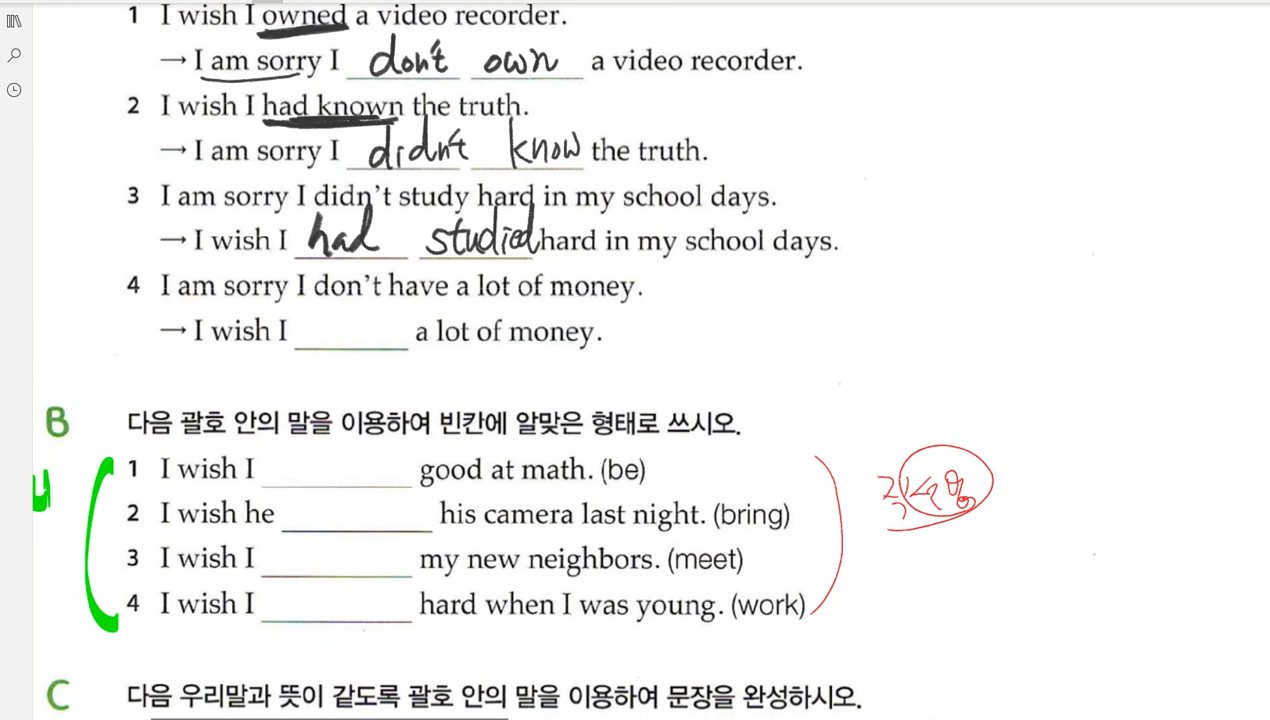 1 I wish I owned a video recorder.
→ I am sorry I don't own a video recorder.
2 I wish I had known the truth.
→ I am sorry I didn't know the truth.
3 I am sorry I didn't study hard in my school days.
→ I wish I had studied hard in my school days.
4 I am sorry I don't have a lot of money.
→ I wish I ________ a lot of money.
B 다음 괄호 안의 말을 이용하여 빈칸에 알맞은 형태로 쓰시오.
1 I wish I ________ good at math. (be)
2 I wish he ________ his camera last night. (bring)
3 I wish I ________ my new neighbors. (meet)
4 I wish I ________ hard when I was young. (work)
C 다음 우리말과 뜻이 같도록 괄호 안의 말을 이용하여 문장을 완성하시오.